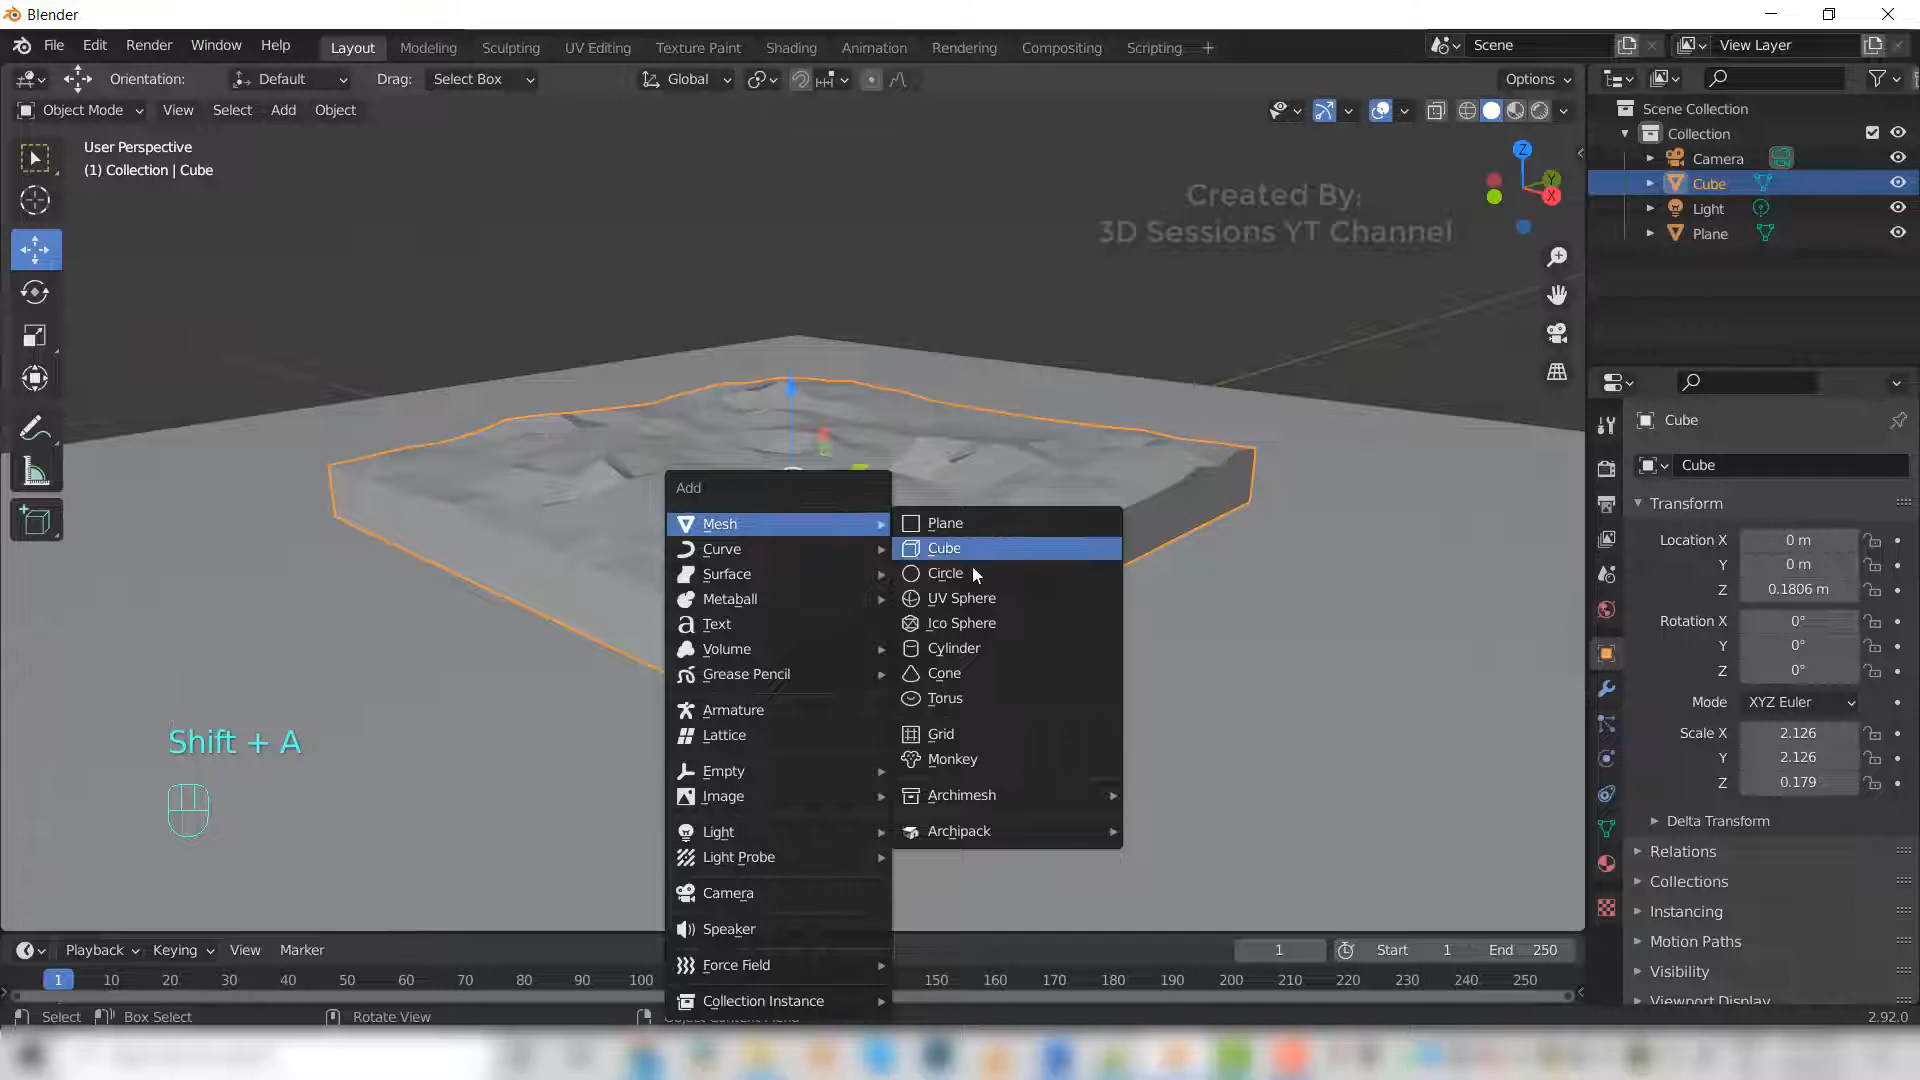 Blender
File Edit Render Window Help Layout Modeling Sculpting UV Editing Texture Paint Shading Animation Rendering Compositing Scripting Scene View Layer
Orientation: Default Drag: Select Box Global Options
Object Mode View Select Add Object
User Perspective
(1) Collection | Cube
Z
Y
X
Created By:
3D Sessions YT Channel
Scene Collection
Collection
Camera
Cube
Light
Plane
Add
Mesh
Curve
Surface
Metaball
Text
Volume
Grease Pencil
Armature
Lattice
Empty
Image
Light
Light Probe
Camera
Speaker
Force Field
Collection Instance
Plane
Cube
Circle
UV Sphere
Ico Sphere
Cylinder
Cone
Torus
Grid
Monkey
Archimesh
Archipack
Shift + A
Cube
Cube
Transform
Location X 0 m
Y 0 m
Z 0.1806 m
Rotation X 0°
Y 0°
Z 0°
Mode XYZ Euler
Scale X 2.126
Y 2.126
Z 0.179
Delta Transform
Relations
Collections
Instancing
Motion Paths
Visibility
Viewport Display
Playback Keying View Marker 1 Start 1 End 250
1 10 20 30 40 50 60 70 80 90 100 150 160 170 180 190 200 210 220 230 240 250
Select Box Select Rotate View Object Context Menu 2.92.0